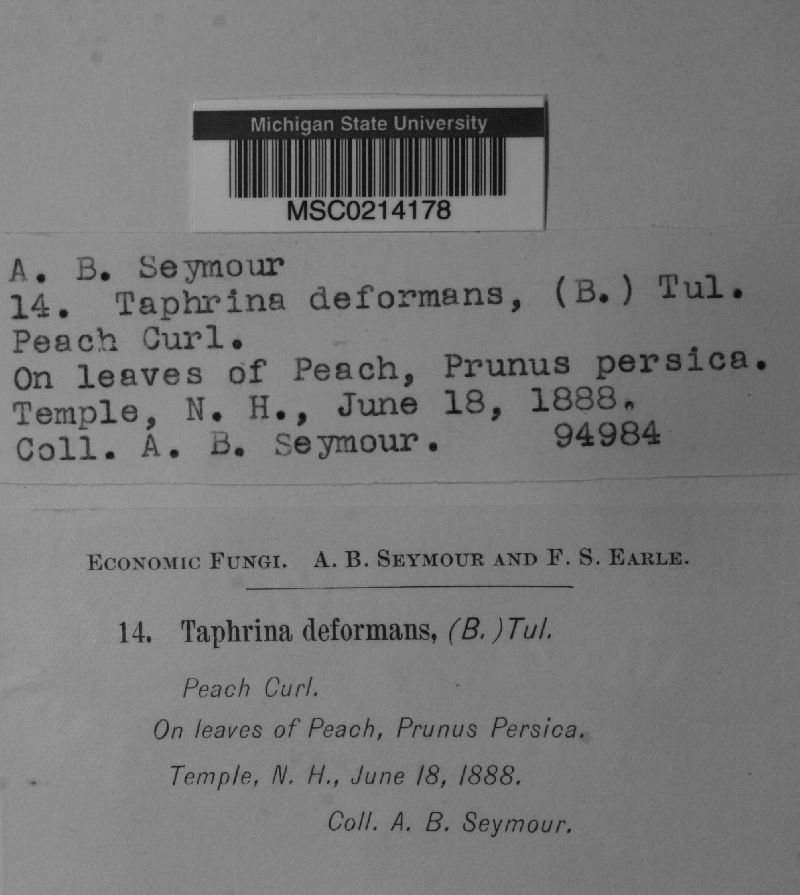 Michigan State University
MSC0214178
A. B. Seymour
14. Taphrina deformans, (B.) Tul.
Peach Curl.
On leaves of Peach, Prunus persica.
Temple, N. H., June 18, 1888.
Coll. A. B. Seymour. 94984
ECONOMIC FUNGI. A. B. SEYMOUR AND F. S. EARLE.
14. Taphrina deformans, (B.) Tul.
Peach Curl.
On leaves of Peach, Prunus Persica.
Temple, N. H., June 18, 1888.
Coll. A. B. Seymour.